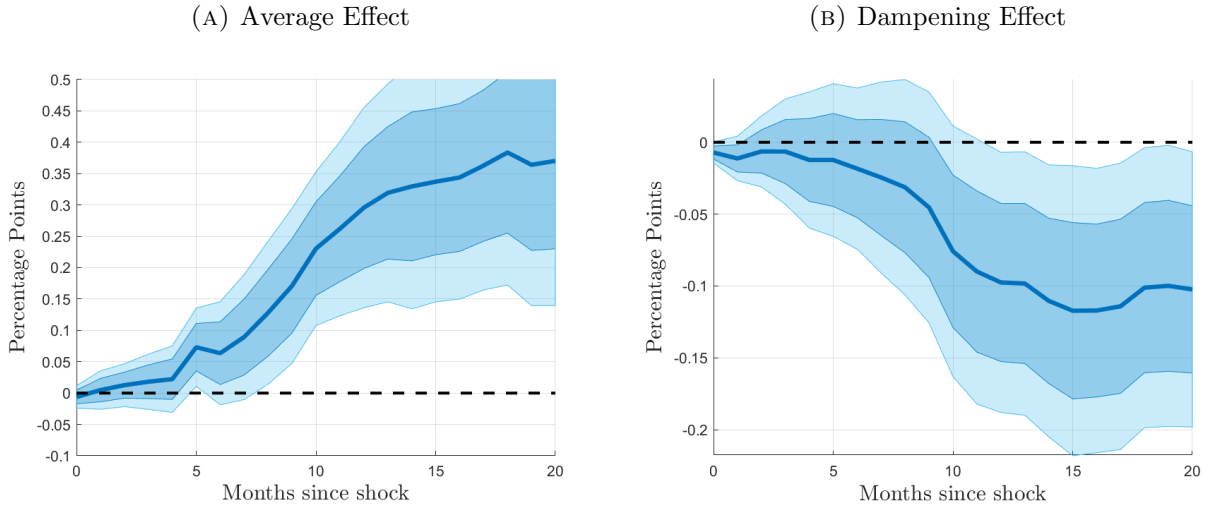 (A) Average Effect
0.5
0.45
0.4
0.35
0.3
0.25
0.2
0.15
0.1
0.05
0
-0.05
-0.1
Percentage Points
0 5 10 15 20
Months since shock
(B) Dampening Effect
0
-0.05
-0.1
-0.15
-0.2
Percentage Points
0 5 10 15 20
Months since shock